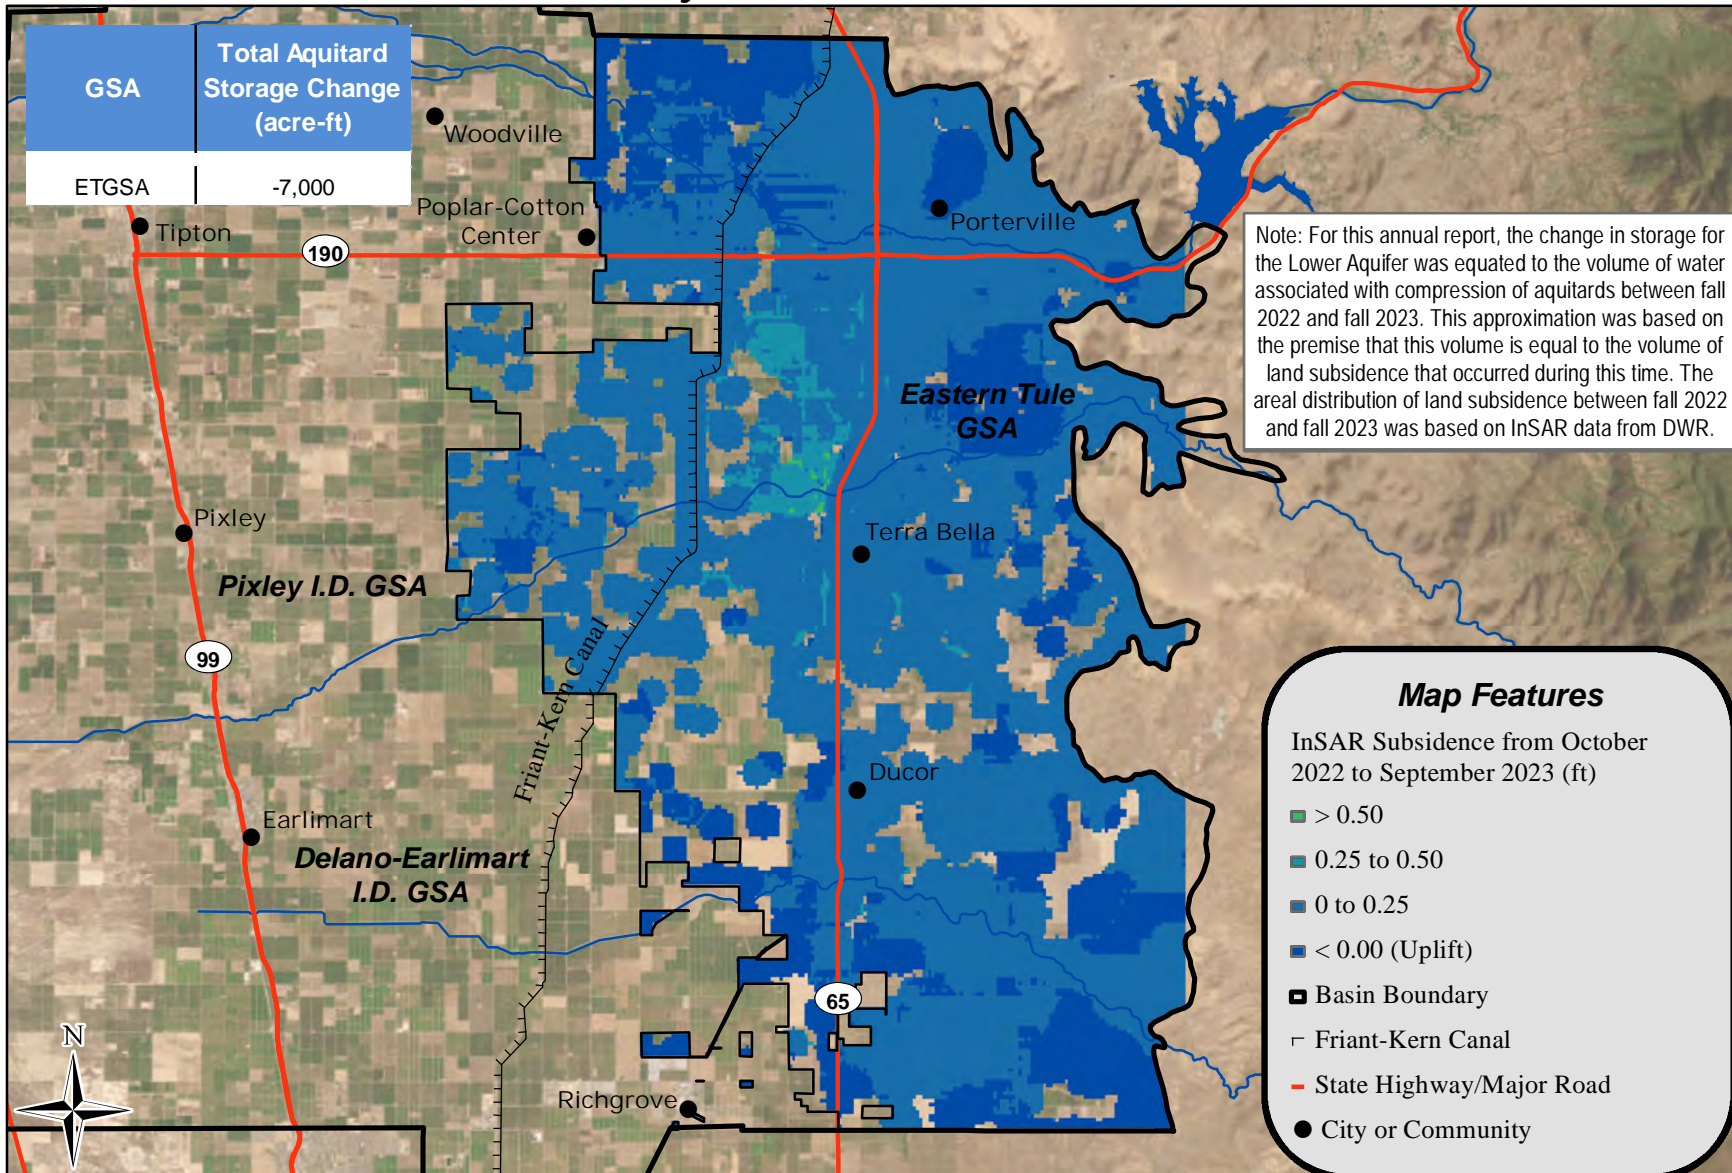 GSA
Total Aquitard
Storage Change
(acre-ft)
ETGSA
-7,000
Woodville
Poplar-Cotton
Center
Tipton
190
Porterville
Note: For this annual report, the change in storage for
the Lower Aquifer was equated to the volume of water
associated with compression of aquitards between fall
2022 and fall 2023. This approximation was based on
the premise that this volume is equal to the volume of
land subsidence that occurred during this time. The
areal distribution of land subsidence between fall 2022
and fall 2023 was based on InSAR data from DWR.
Eastern Tule
GSA
Pixley
Terra Bella
Pixley I.D. GSA
99
Friant-Kern Canal
Ducor
Earlimart
Delano-Earlimart
I.D. GSA
65
Richgrove
N
Map Features
InSAR Subsidence from October
2022 to September 2023 (ft)
> 0.50
0.25 to 0.50
0 to 0.25
< 0.00 (Uplift)
Basin Boundary
Friant-Kern Canal
State Highway/Major Road
City or Community